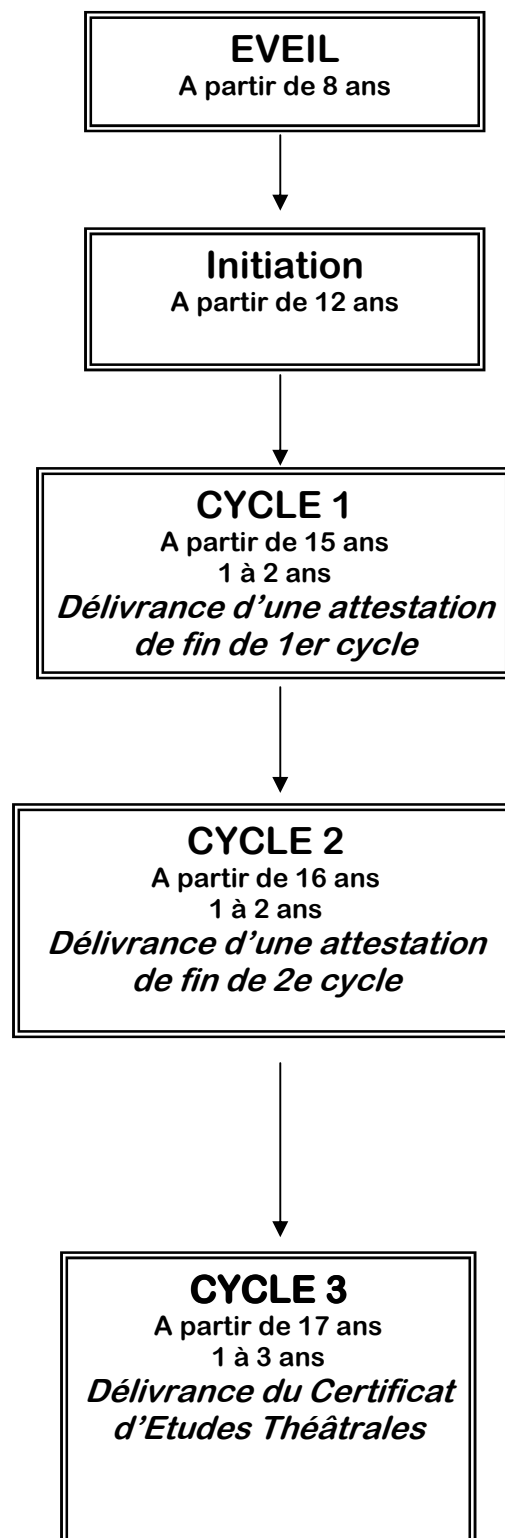 EVEIL
A partir de 8 ans
Initiation
A partir de 12 ans
CYCLE 1
A partir de 15 ans
1 à 2 ans
Délivrance d’une attestation
de fin de 1er cycle
CYCLE 2
A partir de 16 ans
1 à 2 ans
Délivrance d’une attestation
de fin de 2e cycle
CYCLE 3
A partir de 17 ans
1 à 3 ans
Délivrance du Certificat
d’Etudes Théâtrales